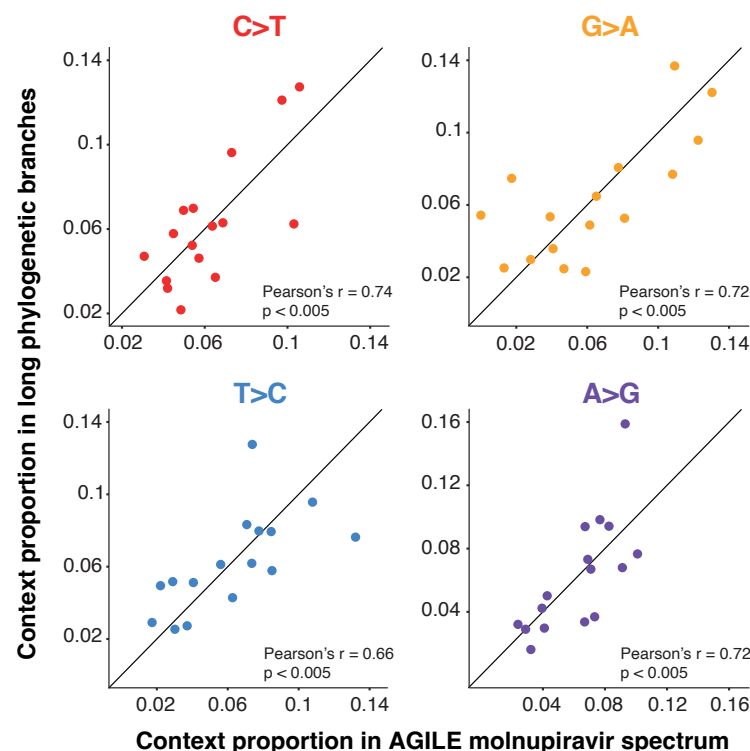 C>T
0.14
0.1
0.06
0.02
0.02 0.06 0.1 0.14
Pearson's r = 0.74
p < 0.005
G>A
0.14
0.1
0.06
0.02
0.02 0.06 0.1 0.14
Pearson's r = 0.72
p < 0.005
T>C
0.14
0.1
0.06
0.02
0.02 0.06 0.1 0.14
Pearson's r = 0.66
p < 0.005
A>G
0.16
0.12
0.08
0.04
0.04 0.08 0.12 0.16
Pearson's r = 0.72
p < 0.005
Context proportion in long phylogenetic branches
Context proportion in AGILE molnupiravir spectrum